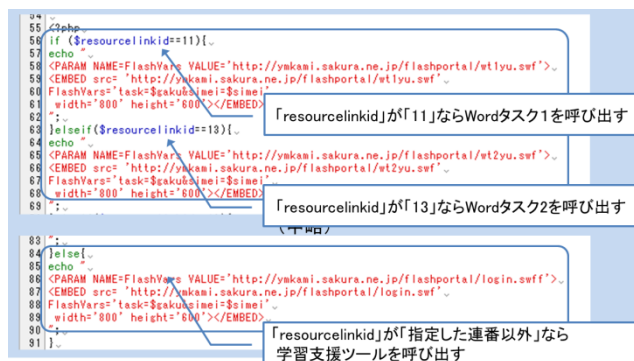 54
55 <?php
56 if ($resourcelinkid==11){
57 echo "
58 <PARAM NAME=FlashVars VALUE='http://ymkami.sakura.ne.jp/flashportal/wt1yu.swf'>
59 <EMBED src= 'http://ymkami.sakura.ne.jp/flashportal/wt1yu.swf'
60 FlashVars='task=$gaku&simei=$simei'
61 width='800' height='600'></EMBED>
62 ";
「resourcelinkid」が「11」ならWordタスク1を呼び出す
63 }elseif($resourcelinkid==13){
64 echo "
65 <PARAM NAME=FlashVars VALUE='http://ymkami.sakura.ne.jp/flashportal/wt2yu.swf'>
66 <EMBED src= 'http://ymkami.sakura.ne.jp/flashportal/wt2yu.swf'
67 FlashVars='task=$gaku&simei=$simei'
68 width='800' height='600'></EMBED>
69 ";
「resourcelinkid」が「13」ならWordタスク2を呼び出す
(中略)
83 ";
84 }else{
85 echo "
86 <PARAM NAME=FlashVars VALUE='http://ymkami.sakura.ne.jp/flashportal/login.swff'>
87 <EMBED src= 'http://ymkami.sakura.ne.jp/flashportal/login.swf'
88 FlashVars='task=$gaku&simei=$simei'
89 width='800' height='600'></EMBED>
90 ";
91 }
「resourcelinkid」が「指定した連番以外」なら
学習支援ツールを呼び出す